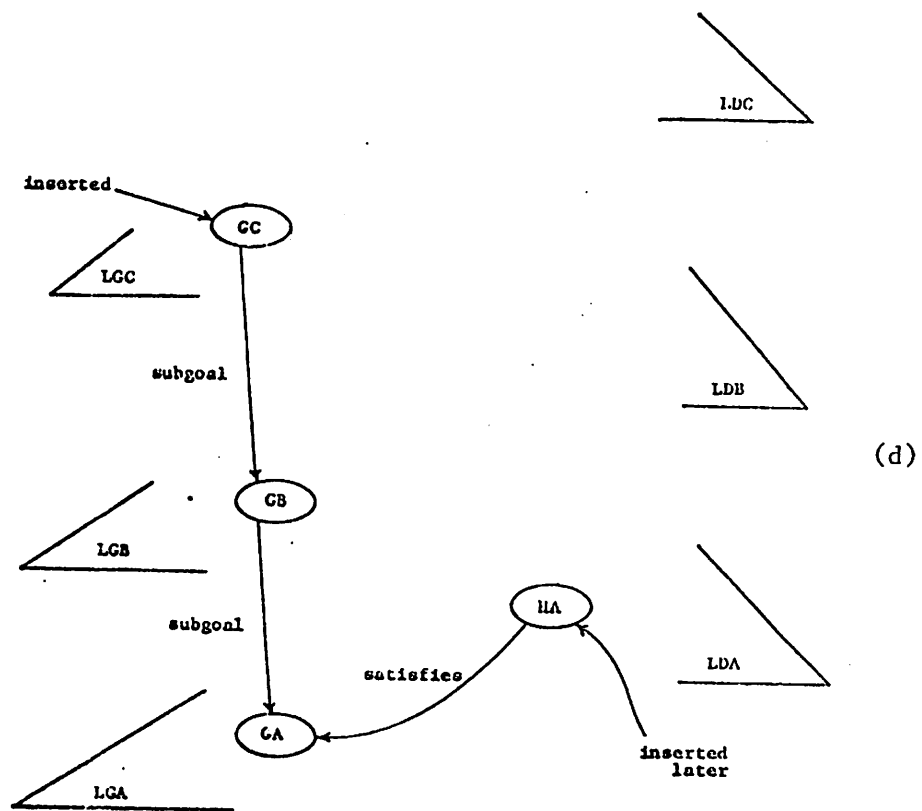 LDC
inserted
GC
LGC
subgoal
LDB
(d)
GB
LGB
HA
subgoal
LDA
satisfies
GA
inserted
later
LGA